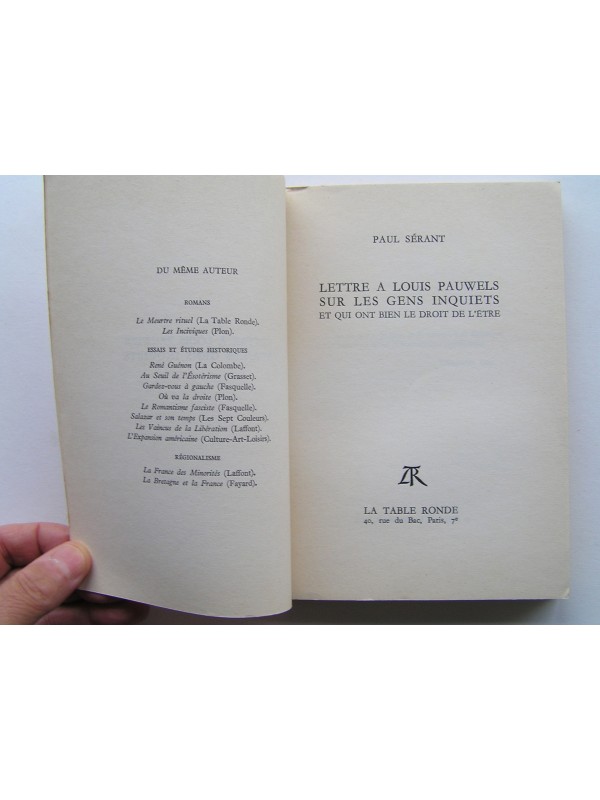 DU MÊME AUTEUR
ROMANS
Le Meurtre rituel (La Table Ronde).
Les Inciviques (Plon).
ESSAIS ET ÉTUDES HISTORIQUES
René Guénon (La Colombe).
Au Seuil de l'Ésotérisme (Grasset).
Gardez-vous à gauche (Fasquelle).
Où va la droite (Plon).
Le Romantisme fasciste (Fasquelle).
Salazar et son temps (Les Sept Couleurs).
Les Vaincus de la Libération (Laffont).
L'Expansion américaine (Culture-Art-Loisirs).
RÉGIONALISME
La France des Minorités (Laffont).
La Bretagne et la France (Fayard).
PAUL SÉRANT
LETTRE A LOUIS PAUWELS
SUR LES GENS INQUIETS
ET QUI ONT BIEN LE DROIT DE L'ÊTRE
LTR
LA TABLE RONDE
40, rue du Bac, Paris, 7e